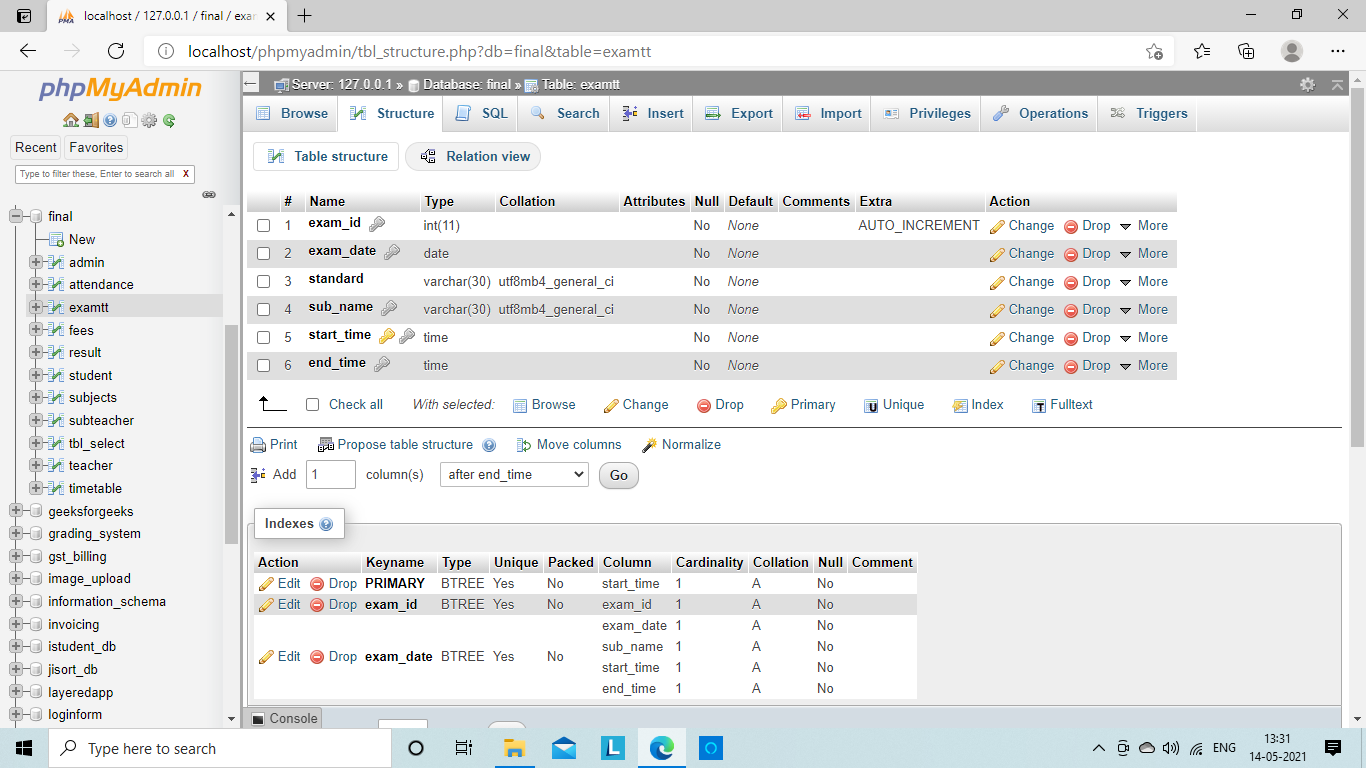 localhost / 127.0.0.1 / final / exam
localhost/phpmyadmin/tbl_structure.php?db=final&table=examtt
phpMyAdmin
Recent Favorites
Type to filter these, Enter to search all X
final
New
admin
attendance
examtt
fees
result
student
subjects
subteacher
tbl_select
teacher
timetable
geeksforgeeks
grading_system
gst_billing
image_upload
information_schema
invoicing
istudent_db
jisort_db
layeredapp
loginform
Server: 127.0.0.1 » Database: final » Table: examtt
Browse Structure SQL Search Insert Export Import Privileges Operations Triggers
Table structure Relation view
# Name Type Collation Attributes Null Default Comments Extra Action
1 exam_id int(11) No None AUTO_INCREMENT Change Drop More
2 exam_date date No None Change Drop More
3 standard varchar(30) utf8mb4_general_ci No None Change Drop More
4 sub_name varchar(30) utf8mb4_general_ci No None Change Drop More
5 start_time time No None Change Drop More
6 end_time time No None Change Drop More
Check all With selected: Browse Change Drop Primary Unique Index Fulltext
Print Propose table structure Move columns Normalize
Add 1 column(s) after end_time Go
Indexes
Action Keyname Type Unique Packed Column Cardinality Collation Null Comment
Edit Drop PRIMARY BTREE Yes No start_time 1 A No
Edit Drop exam_id BTREE Yes No exam_id 1 A No
Edit Drop exam_date BTREE Yes No exam_date 1 A No
sub_name 1 A No
start_time 1 A No
end_time 1 A No
Console
Type here to search
ENG
13:31
14-05-2021